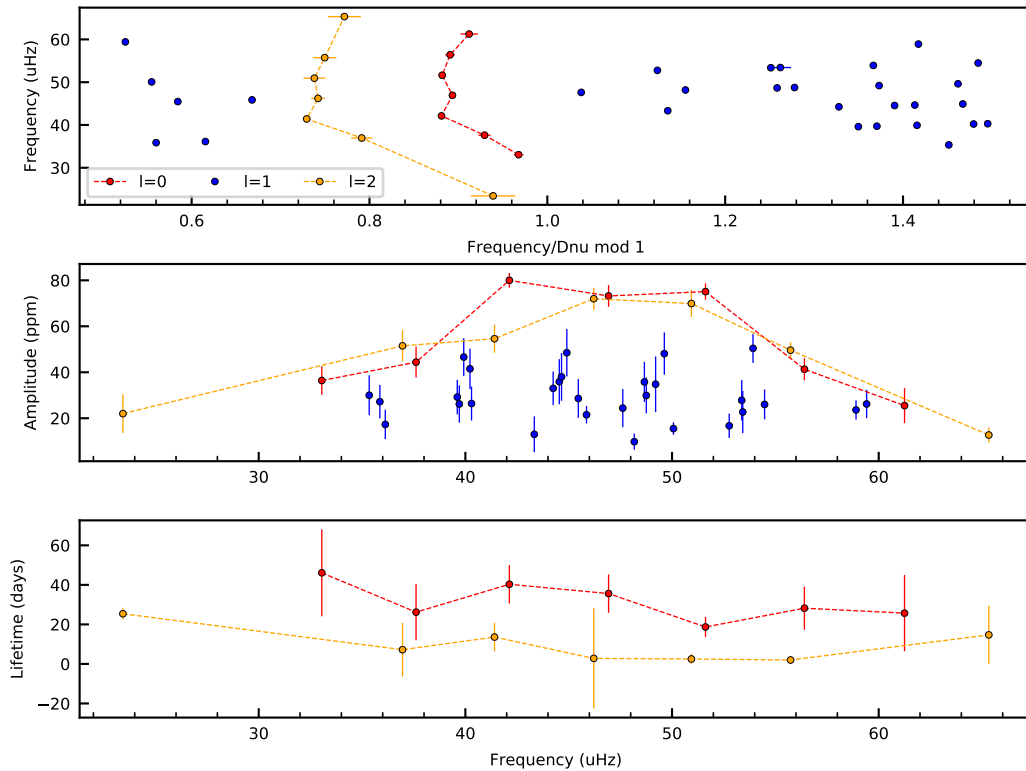 60
50
40
30
Frequency (uHz)
l=0 l=1 l=2
0.6 0.8 1.0 1.2 1.4
Frequency/Dnu mod 1
80
60
40
20
Amplitude (ppm)
30 40 50 60
60
40
20
0
−20
Lifetime (days)
30 40 50 60
Frequency (uHz)